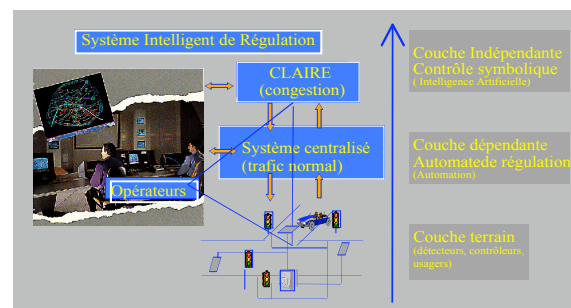 Système Intelligent de Régulation
CLAIRE
(congestion)
Système centralisé
(trafic normal)
Opérateurs
Couche Indépendante
Contrôle symbolique
( Intelligence Artificielle)
Couche dépendante
Automatede régulation
(Automation)
Couche terrain
(détecteurs, contrôleurs,
usagers)